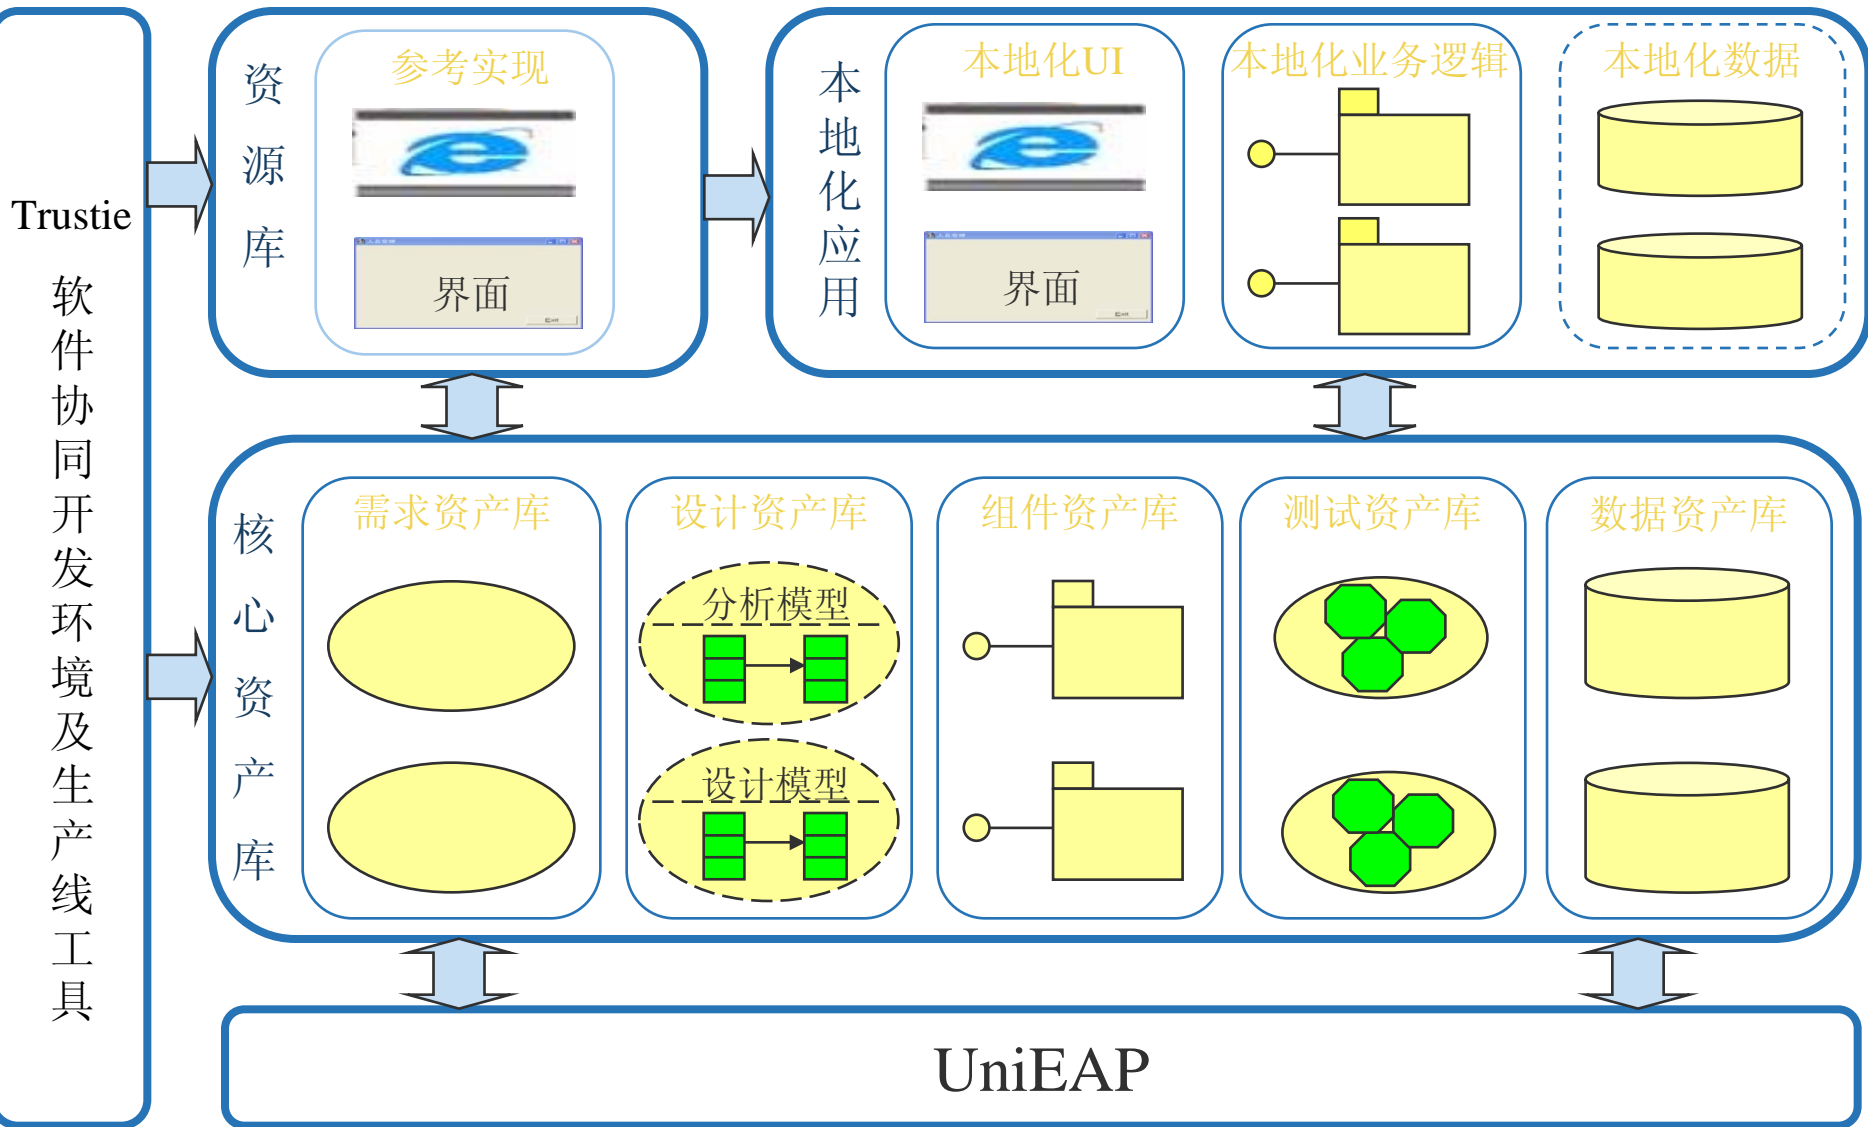 Trustie
软件协同开发环境及生产线工具
资源库
参考实现
界面
本地化应用
本地化UI
界面
本地化业务逻辑
本地化数据
核心资产库
需求资产库
设计资产库
分析模型
设计模型
组件资产库
测试资产库
数据资产库
UniEAP